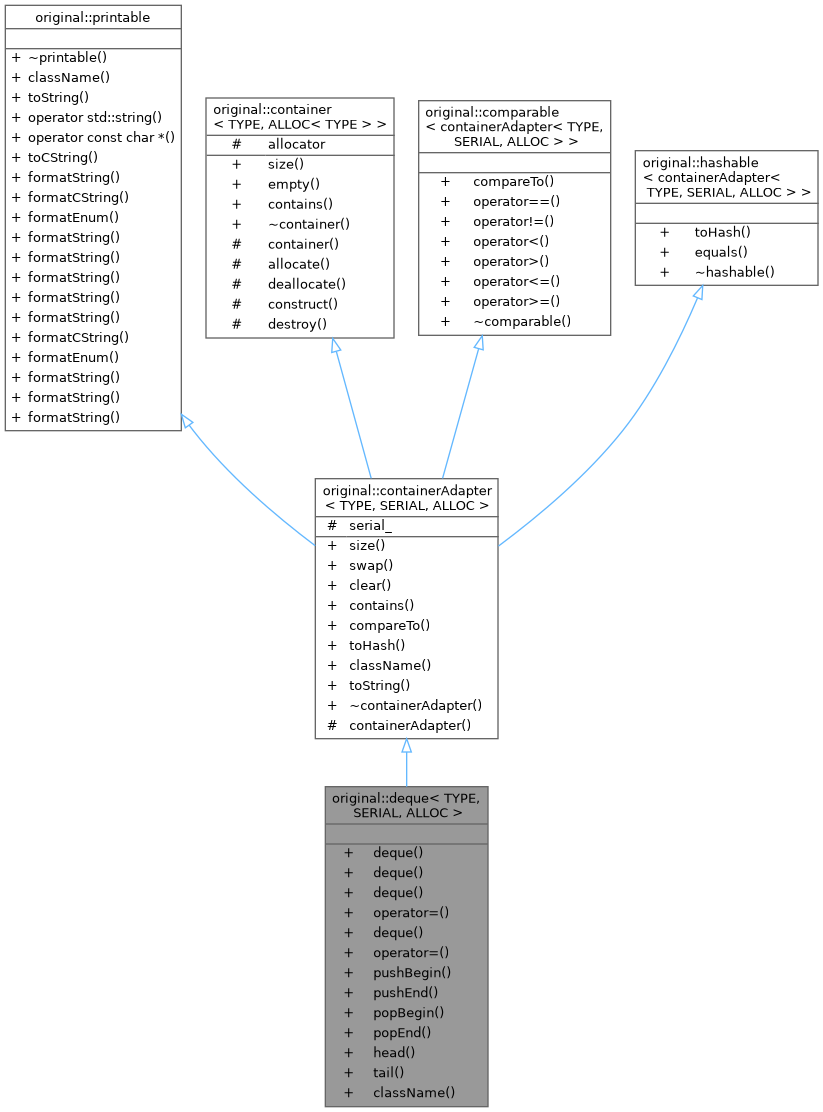 original::printable
+ ~printable()
+ className()
+ toString()
+ operator std::string()
+ operator const char *()
+ toCString()
+ formatString()
+ formatCString()
+ formatEnum()
+ formatString()
+ formatString()
+ formatString()
+ formatString()
+ formatString()
+ formatCString()
+ formatEnum()
+ formatString()
+ formatString()
+ formatString()
original::container
< TYPE, ALLOC< TYPE > >
# allocator
+ size()
+ empty()
+ contains()
+ ~container()
# container()
# allocate()
# deallocate()
# construct()
# destroy()
original::comparable
< containerAdapter< TYPE,
SERIAL, ALLOC > >
+ compareTo()
+ operator==()
+ operator!=()
+ operator<()
+ operator>()
+ operator<=()
+ operator>=()
+ ~comparable()
original::hashable
< containerAdapter<
TYPE, SERIAL, ALLOC > >
+ toHash()
+ equals()
+ ~hashable()
original::containerAdapter
< TYPE, SERIAL, ALLOC >
# serial_
+ size()
+ swap()
+ clear()
+ contains()
+ compareTo()
+ toHash()
+ className()
+ toString()
+ ~containerAdapter()
# containerAdapter()
original::deque< TYPE,
SERIAL, ALLOC >
+ deque()
+ deque()
+ deque()
+ operator=()
+ deque()
+ operator=()
+ pushBegin()
+ pushEnd()
+ popBegin()
+ popEnd()
+ head()
+ tail()
+ className()